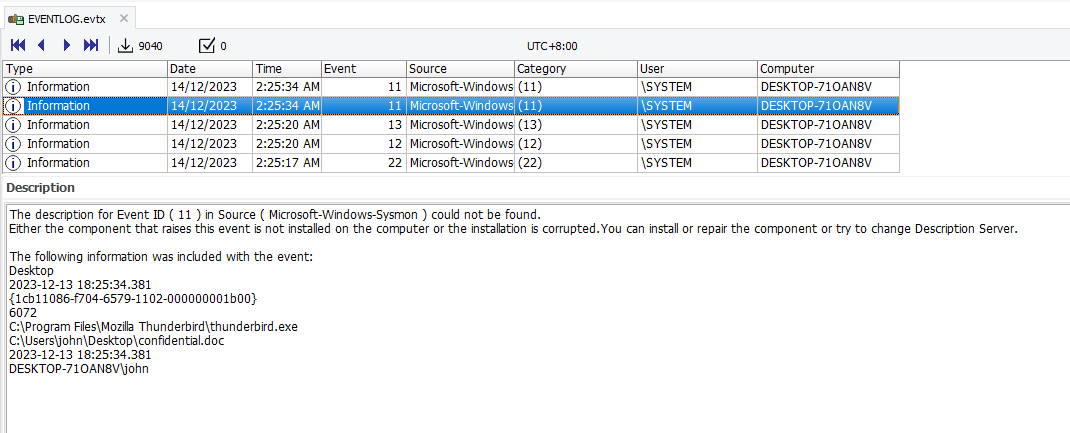 EVENTLOG.evtx
9040 0 UTC+8:00
Type Date Time Event Source Category User Computer
Information 14/12/2023 2:25:34 AM 11 Microsoft-Windows (11) \SYSTEM DESKTOP-71OAN8V
Information 14/12/2023 2:25:34 AM 11 Microsoft-Windows (11) \SYSTEM DESKTOP-71OAN8V
Information 14/12/2023 2:25:20 AM 13 Microsoft-Windows (13) \SYSTEM DESKTOP-71OAN8V
Information 14/12/2023 2:25:20 AM 12 Microsoft-Windows (12) \SYSTEM DESKTOP-71OAN8V
Information 14/12/2023 2:25:17 AM 22 Microsoft-Windows (22) \SYSTEM DESKTOP-71OAN8V
Description
The description for Event ID ( 11 ) in Source ( Microsoft-Windows-Sysmon ) could not be found.
Either the component that raises this event is not installed on the computer or the installation is corrupted.You can install or repair the component or try to change Description Server.
The following information was included with the event:
Desktop
2023-12-13 18:25:34.381
{1cb11086-f704-6579-1102-000000001b00}
6072
C:\Program Files\Mozilla Thunderbird\thunderbird.exe
C:\Users\john\Desktop\confidential.doc
2023-12-13 18:25:34.381
DESKTOP-71OAN8V\john